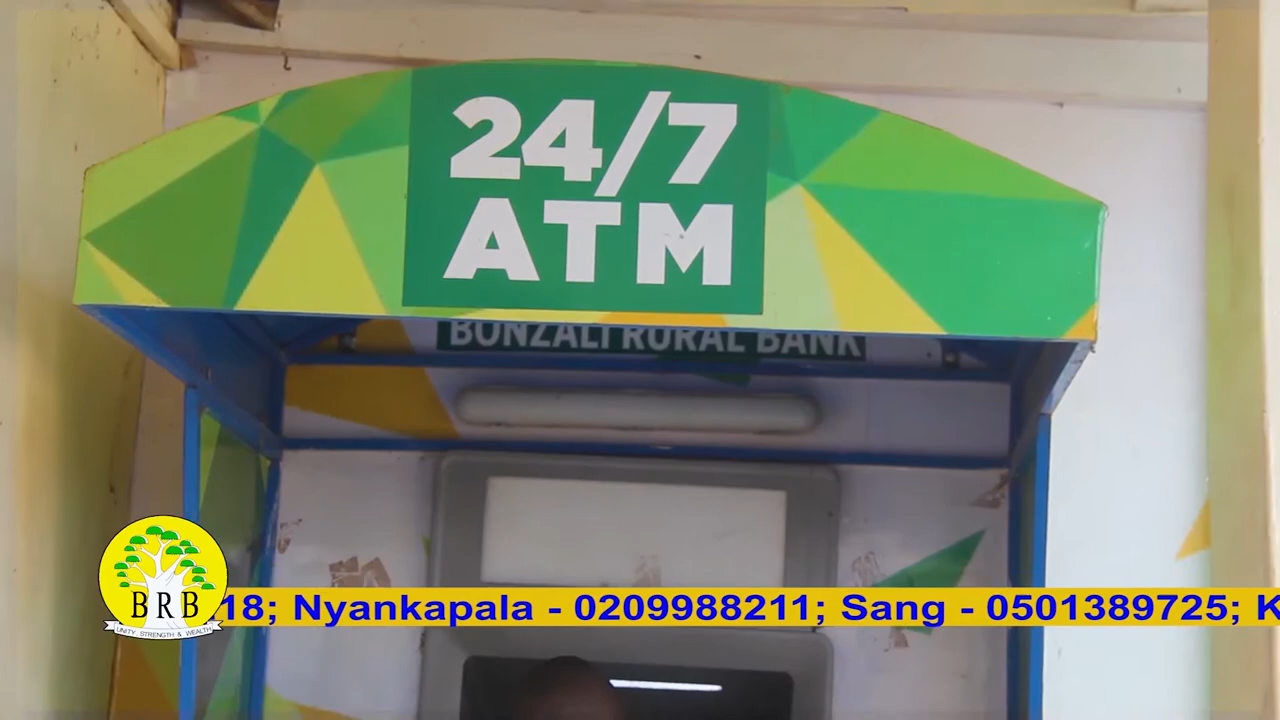 24/7
ATM
BONZALI RURAL BANK
BRB
UNITY STRENGTH & WEALTH
18; Nyankapala - 0209988211; Sang - 0501389725; K